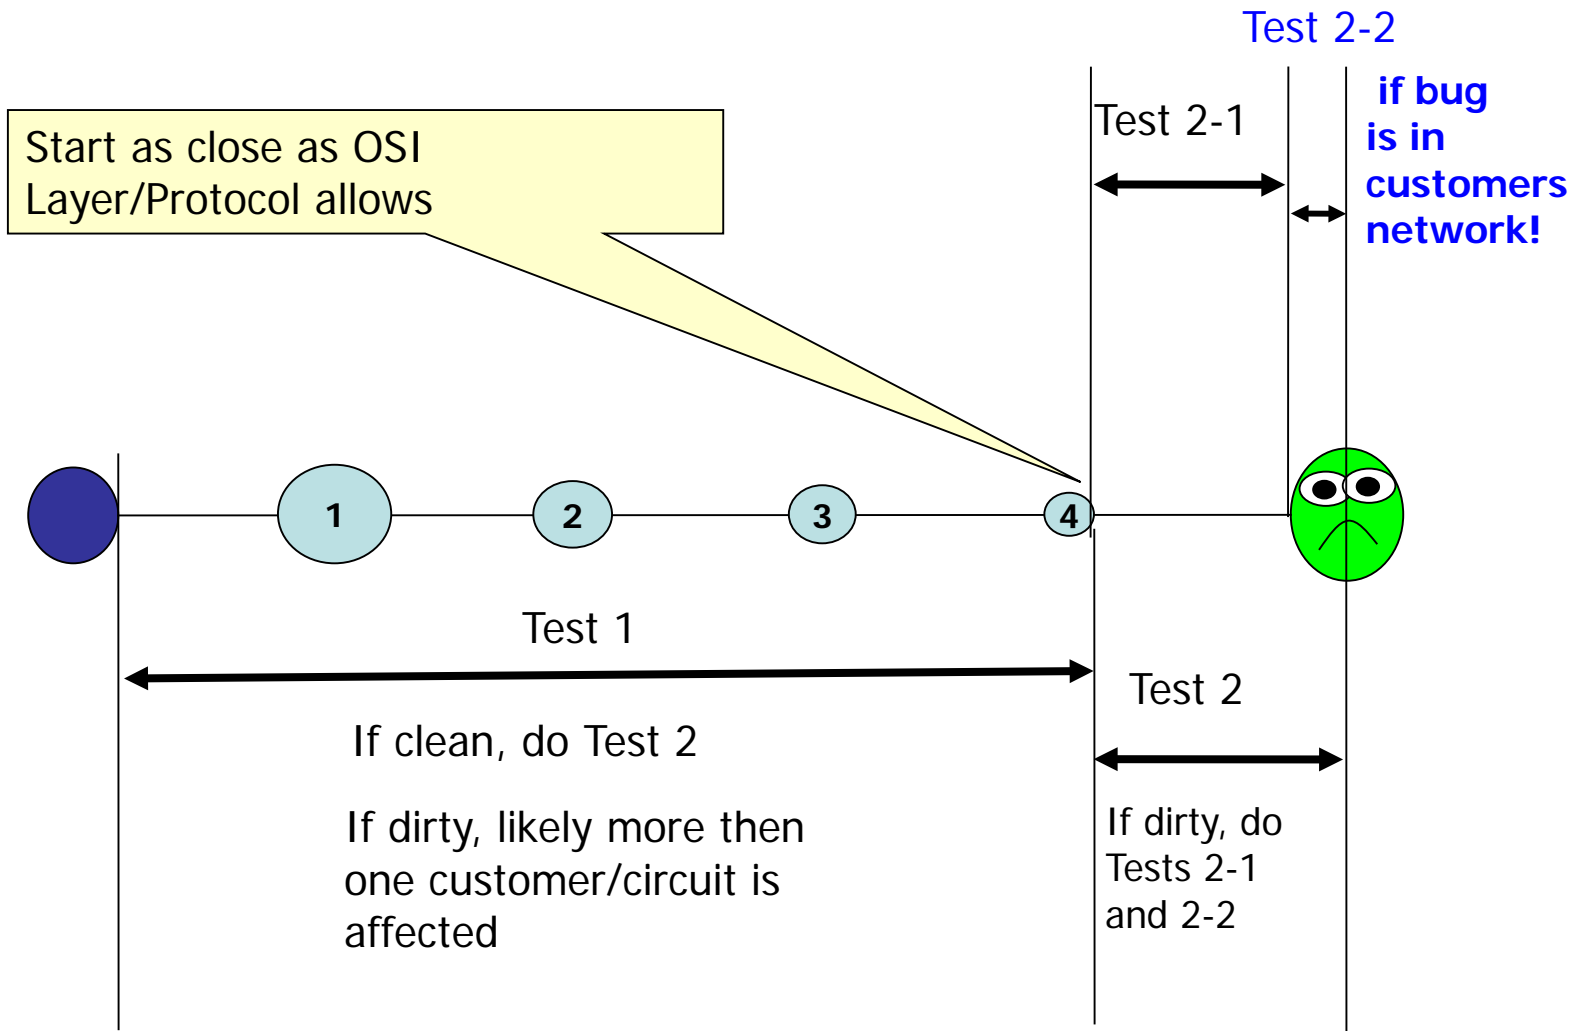 Test 2-2
if bug
is in
customers
network!
Test 2-1
Start as close as OSI
Layer/Protocol allows
1
2
3
4
Test 1
If clean, do Test 2
If dirty, likely more then
one customer/circuit is
affected
Test 2
If dirty, do
Tests 2-1
and 2-2